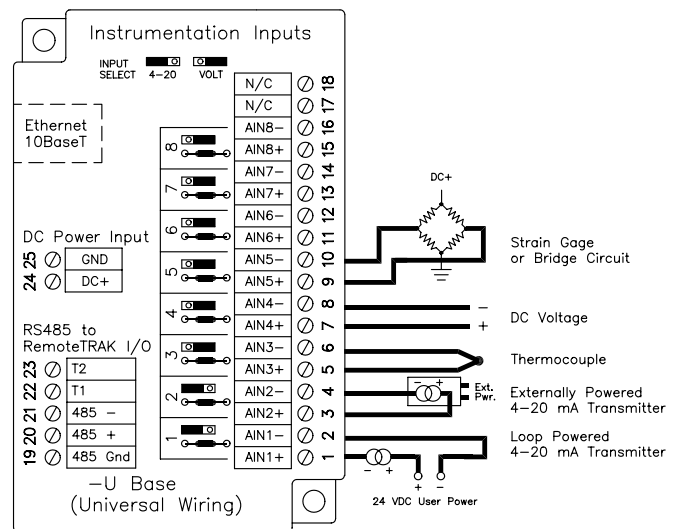 Instrumentation Inputs
INPUT
SELECT
4-20
VOLT
N/C 18
N/C 17
AIN8- 16
AIN8+ 15
AIN7- 14
AIN7+ 13
AIN6- 12
AIN6+ 11
AIN5- 10
AIN5+ 9
AIN4- 8
AIN4+ 7
AIN3- 6
AIN3+ 5
AIN2- 4
AIN2+ 3
AIN1- 2
AIN1+ 1
8
7
6
5
4
3
2
1
Ethernet
10BaseT
DC Power Input
25 GND
24 DC+
RS485 to
RemoteTRAK I/O
23 T2
22 T1
21 485 -
20 485 +
19 485 Gnd
-U Base
(Universal Wiring)
DC+
Strain Gage
or Bridge Circuit
-
+
DC Voltage
Thermocouple
- +
Ext.
Pwr.
Externally Powered
4-20 mA Transmitter
Loop Powered
4-20 mA Transmitter
- +
+ -
24 VDC User Power